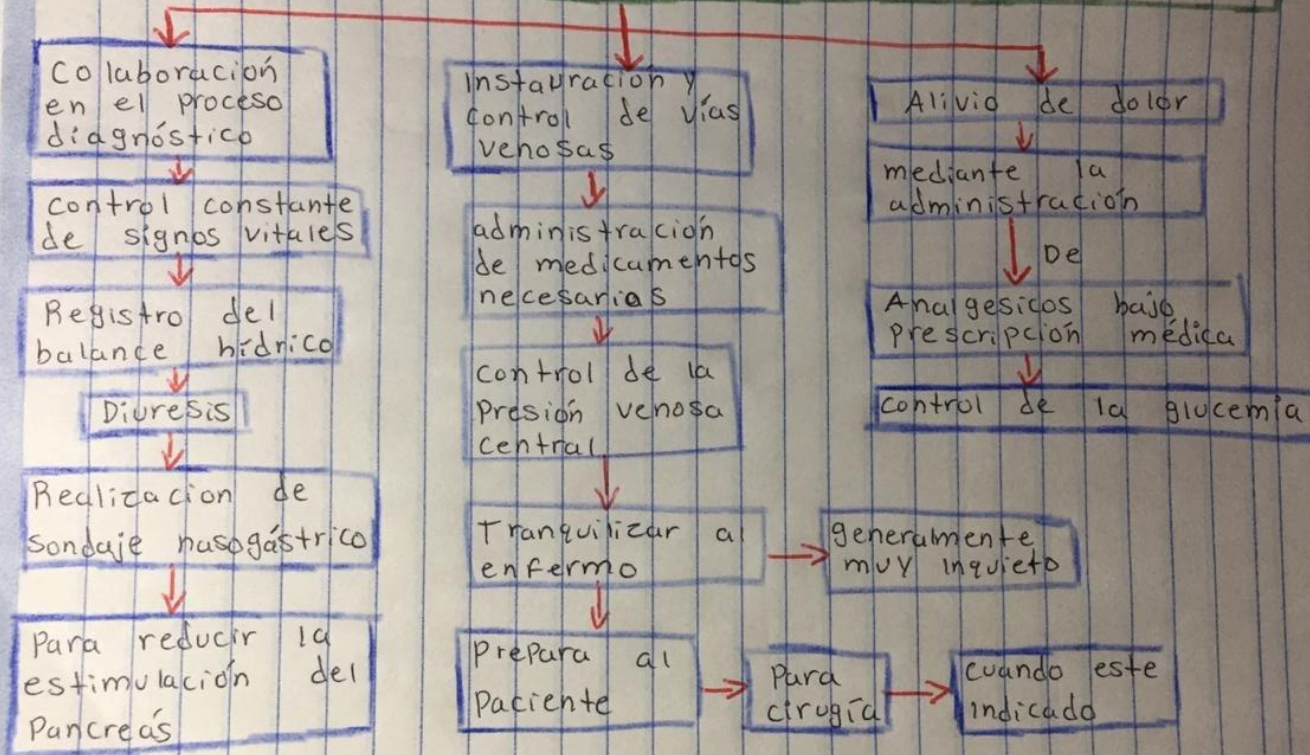 Colaboración
en el proceso
diagnóstico
control constante
de signos vitales
Registro del
balance hídrico
Diuresis
Realizacion de
sondaje nasogástrico
Para reducir la
estimulación del
Pancreás
Instauración y
control de vías
venosas
administración
de medicamentos
necesarios
control de la
Presión venosa
central
Tranquilizar al
enfermo
generalmente
muy inquieto
Prepara al
Paciente
Para
cirugía
cuando este
indicado
Alivio de dolor
mediante la
administración
De
Analgesicos bajo
prescripción médica
control de la glucemia